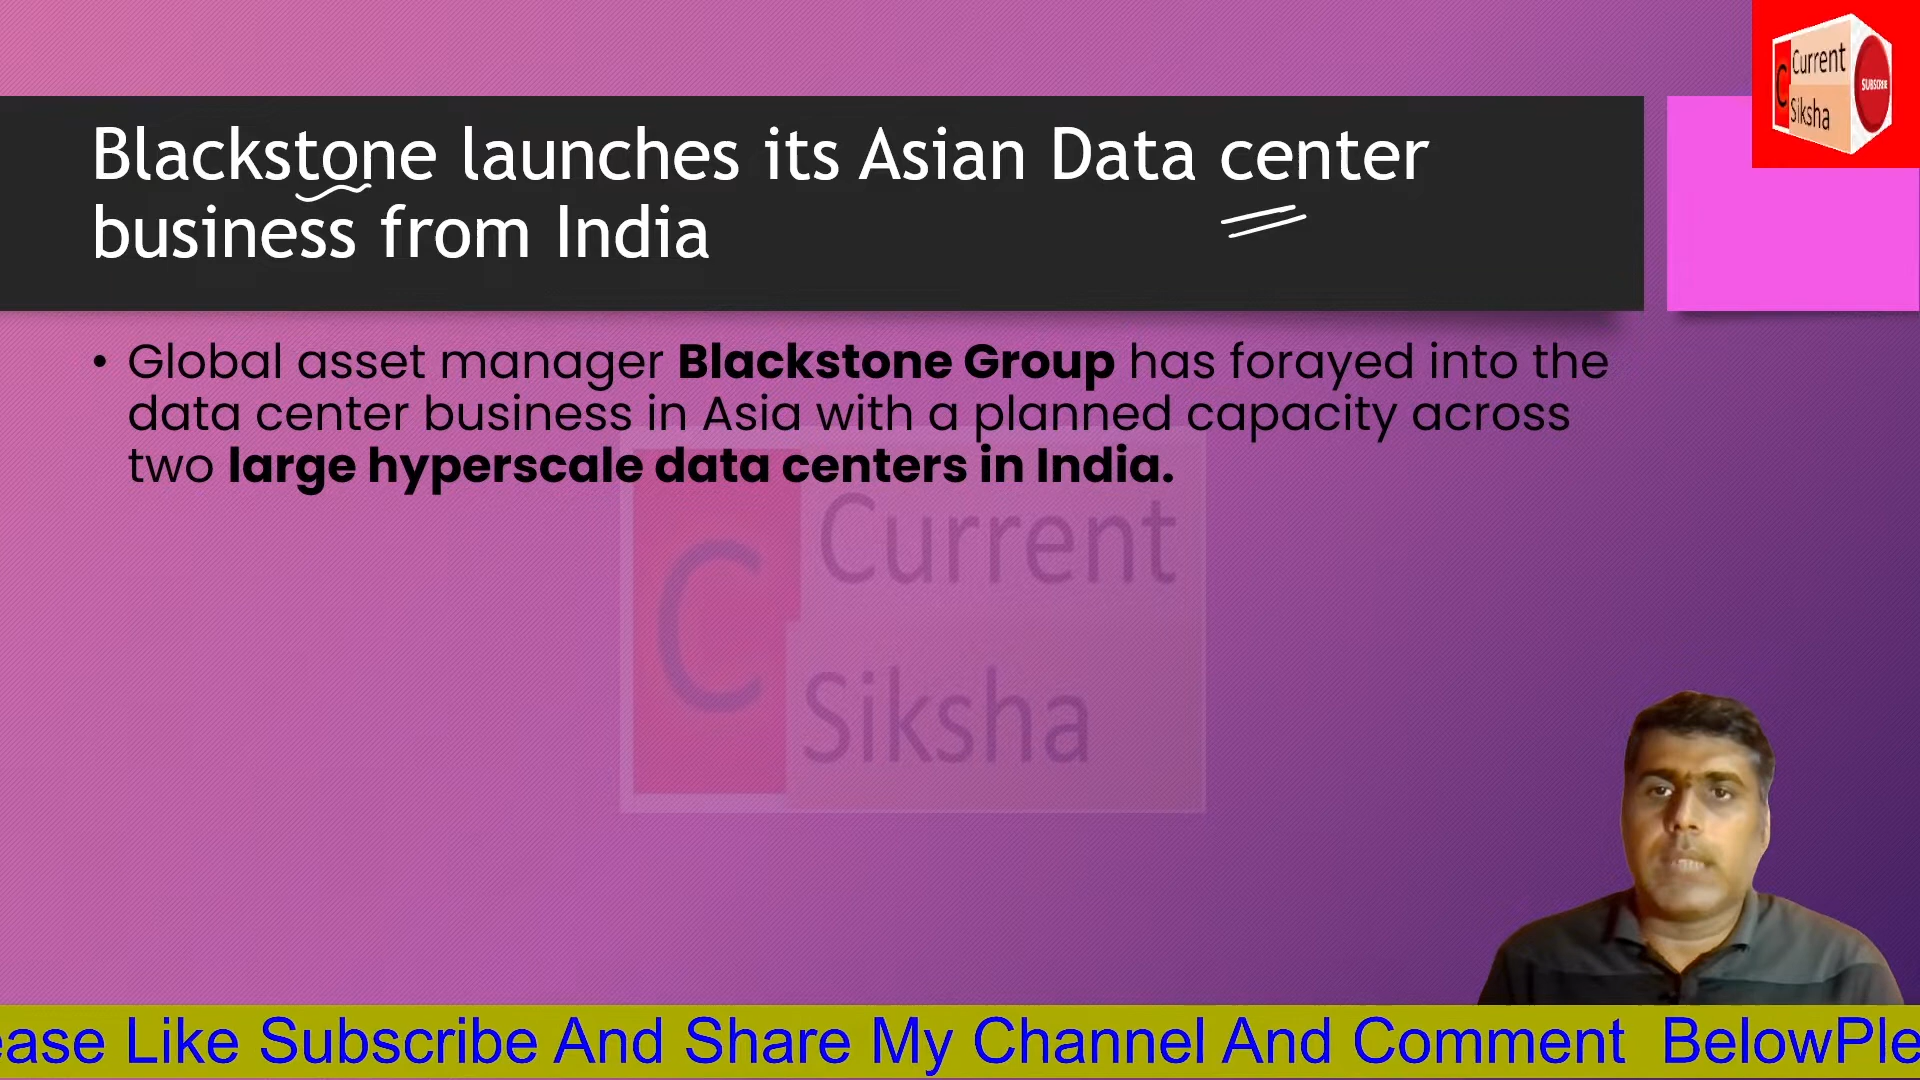 Current
C
Siksha
SUBSCRIBE
Blackstone launches its Asian Data center
business from India
• Global asset manager Blackstone Group has forayed into the
data center business in Asia with a planned capacity across
two large hyperscale data centers in India.
C
Current
Siksha
ease Like Subscribe And Share My Channel And Comment BelowPle